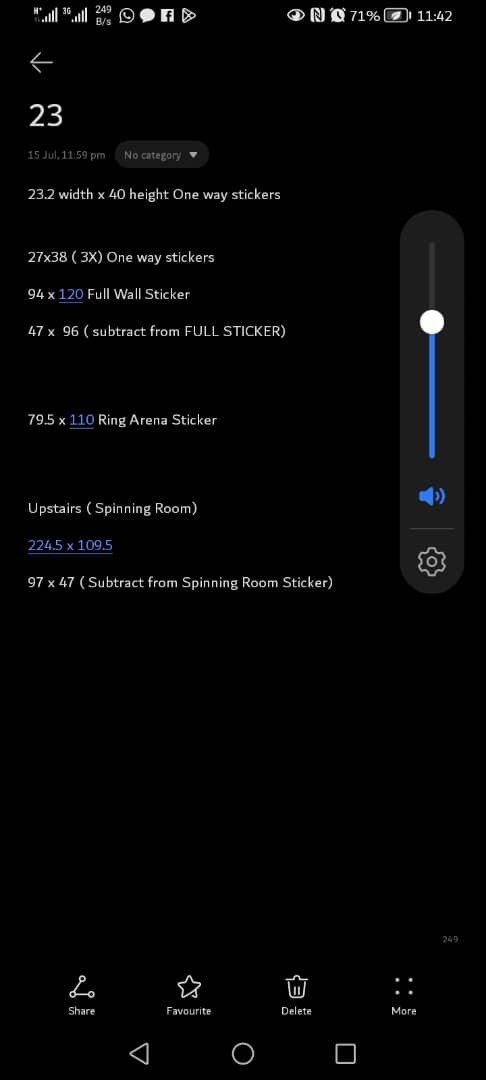 H+ 3G 249 B/s 71% 11:42
23
15 Jul, 11:59 pm No category
23.2 width x 40 height One way stickers
27x38 ( 3X) One way stickers
94 x 120 Full Wall Sticker
47 x 96 ( subtract from FULL STICKER)
79.5 x 110 Ring Arena Sticker
Upstairs ( Spinning Room)
224.5 x 109.5
97 x 47 ( Subtract from Spinning Room Sticker)
249
Share Favourite Delete More